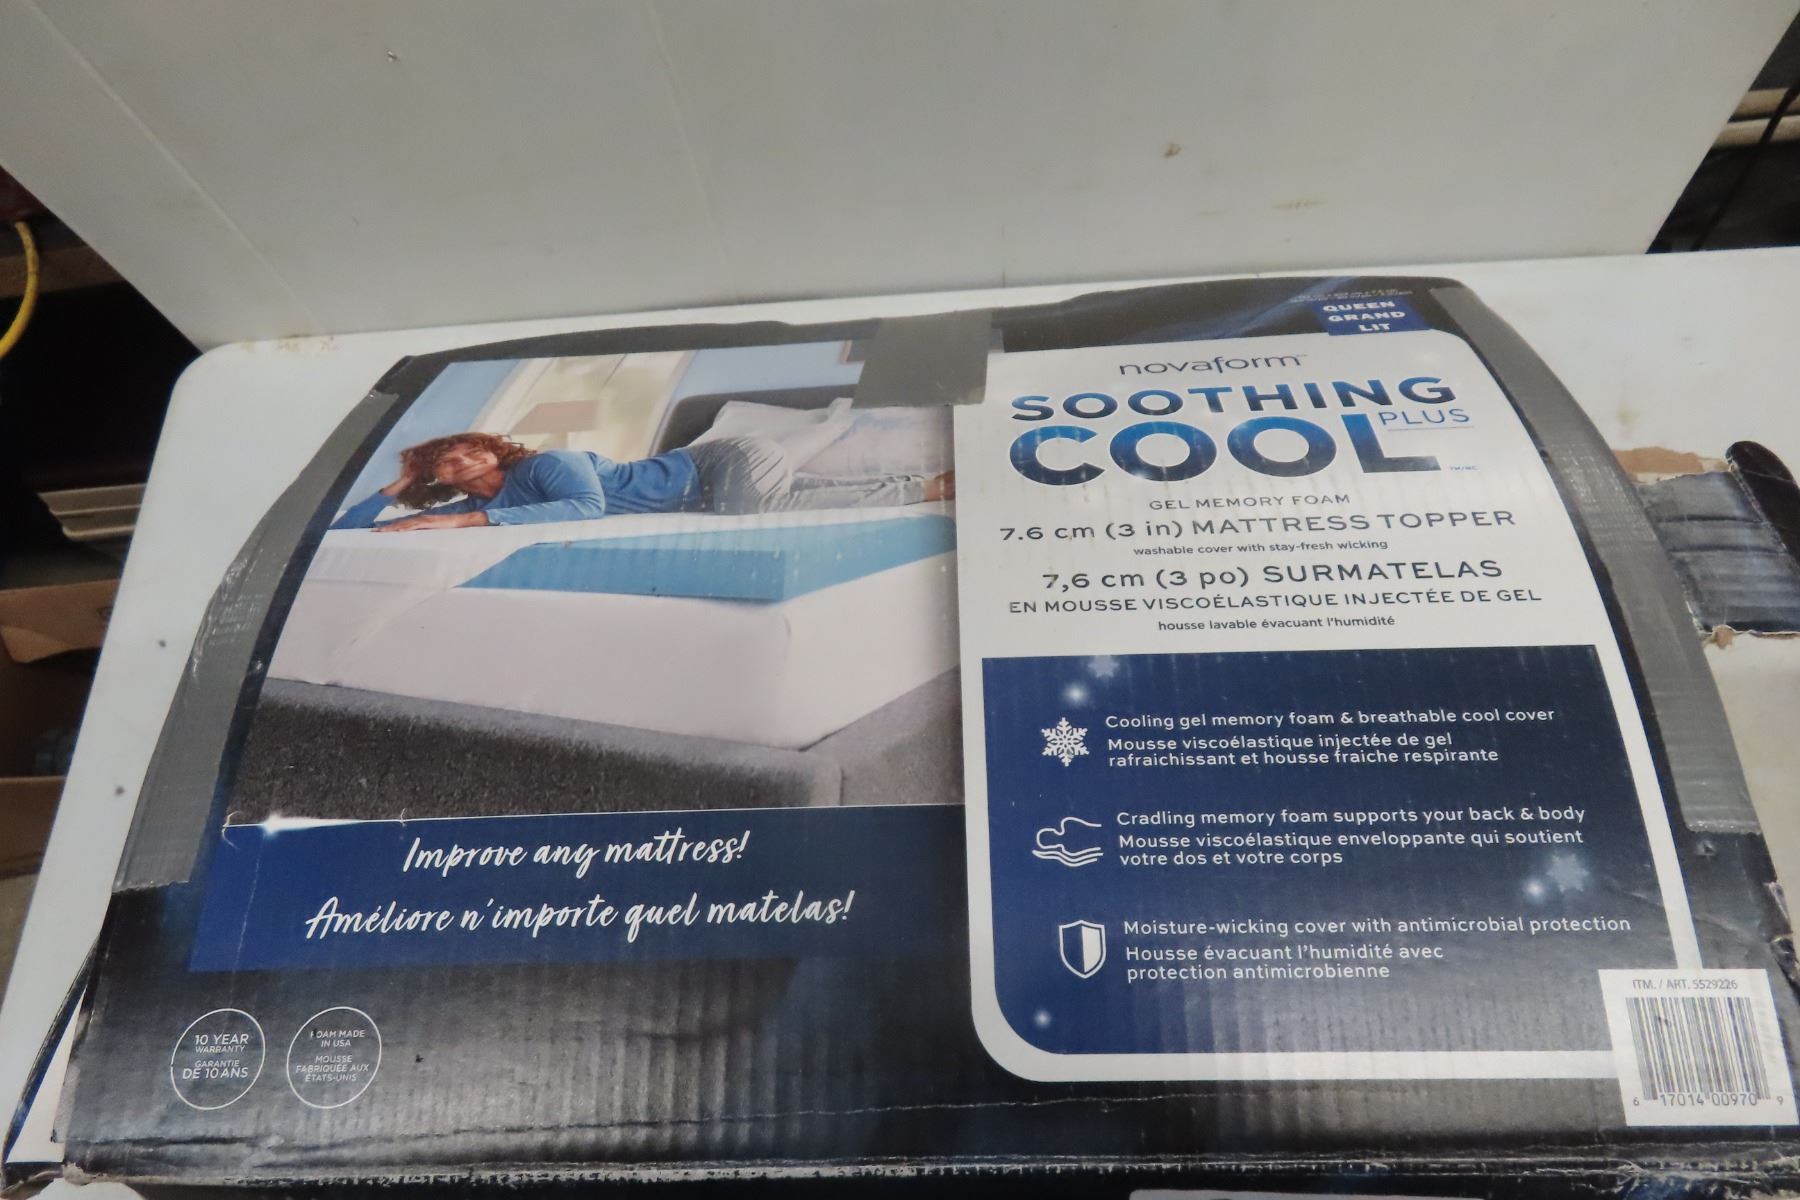 QUEEN
GRAND
LIT
novaform™
SOOTHING
COOL PLUS
TM/MC
GEL MEMORY FOAM
7.6 cm (3 in) MATTRESS TOPPER
washable cover with stay-fresh wicking
7,6 cm (3 po) SURMATELAS
EN MOUSSE VISCOÉLASTIQUE INJECTÉE DE GEL
housse lavable évacuant l'humidité
Cooling gel memory foam & breathable cool cover
Mousse viscoélastique injectée de gel
rafraichissant et housse fraiche respirante
Cradling memory foam supports your back & body
Mousse viscoélastique enveloppante qui soutient
votre dos et votre corps
Moisture-wicking cover with antimicrobial protection
Housse évacuant l'humidité avec
protection antimicrobienne
Improve any mattress!
Améliore n'importe quel matelas!
10 YEAR
WARRANTY
GARANTIE
DE 10 ANS
FOAM MADE
IN USA
MOUSSE
FABRIQUÉE AUX
ÉTATS-UNIS
ITM. / ART. 5529226
6 17014 00970 9